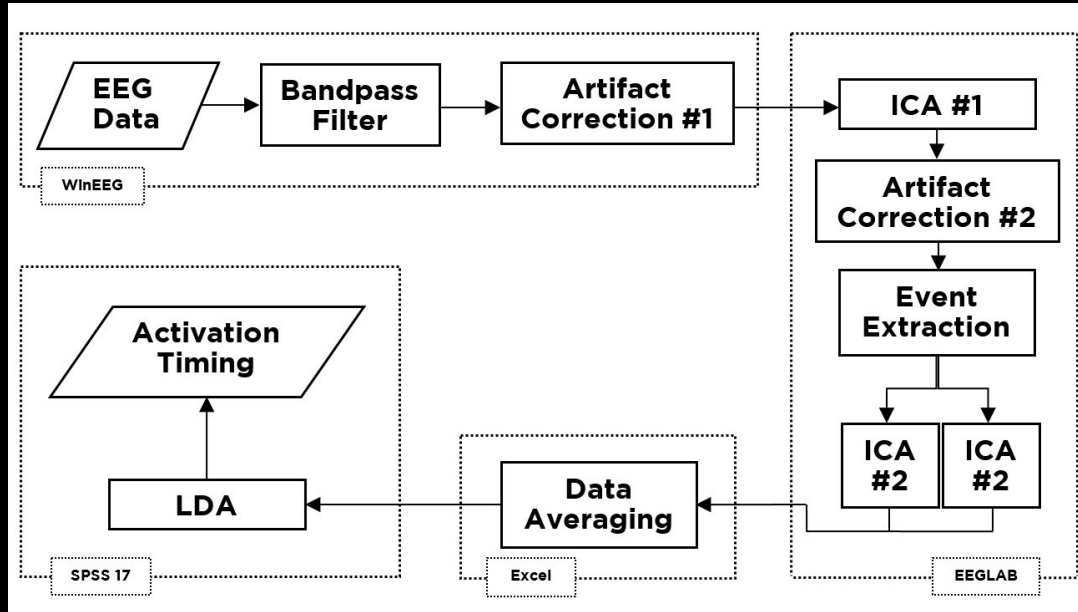 EEG
Data
Bandpass
Filter
Artifact
Correction #1
WinEEG
ICA #1
Artifact
Correction #2
Event
Extraction
ICA
#2
ICA
#2
EEGLAB
Data
Averaging
Excel
LDA
Activation
Timing
SPSS 17